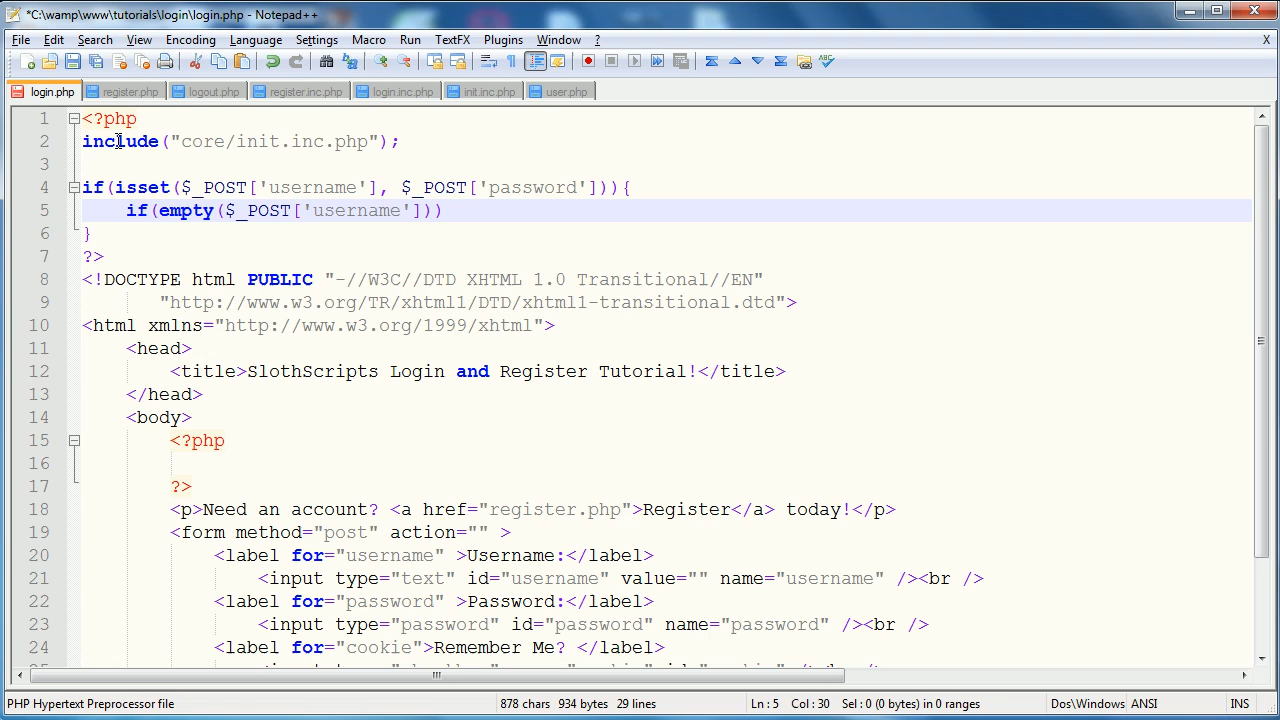 *C:\wamp\www\tutorials\login\login.php - Notepad++
File Edit Search View Encoding Language Settings Macro Run TextFX Plugins Window ? X
login.php register.php logout.php register.inc.php login.inc.php init.inc.php user.php
1 <?php
2 include("core/init.inc.php");
3
4 if(isset($_POST['username'], $_POST['password'])){
5 if(empty($_POST['username']))
6 }
7 ?>
8 <!DOCTYPE html PUBLIC "-//W3C//DTD XHTML 1.0 Transitional//EN"
9 "http://www.w3.org/TR/xhtml1/DTD/xhtml1-transitional.dtd">
10 <html xmlns="http://www.w3.org/1999/xhtml">
11 <head>
12 <title>SlothScripts Login and Register Tutorial!</title>
13 </head>
14 <body>
15 <?php
16
17 ?>
18 <p>Need an account? <a href="register.php">Register</a> today!</p>
19 <form method="post" action="" >
20 <label for="username" >Username:</label>
21 <input type="text" id="username" value="" name="username" /><br />
22 <label for="password" >Password:</label>
23 <input type="password" id="password" name="password" /><br />
24 <label for="cookie">Remember Me? </label>
PHP Hypertext Preprocessor file 878 chars 934 bytes 29 lines Ln : 5 Col : 30 Sel : 0 (0 bytes) in 0 ranges Dos\Windows ANSI INS